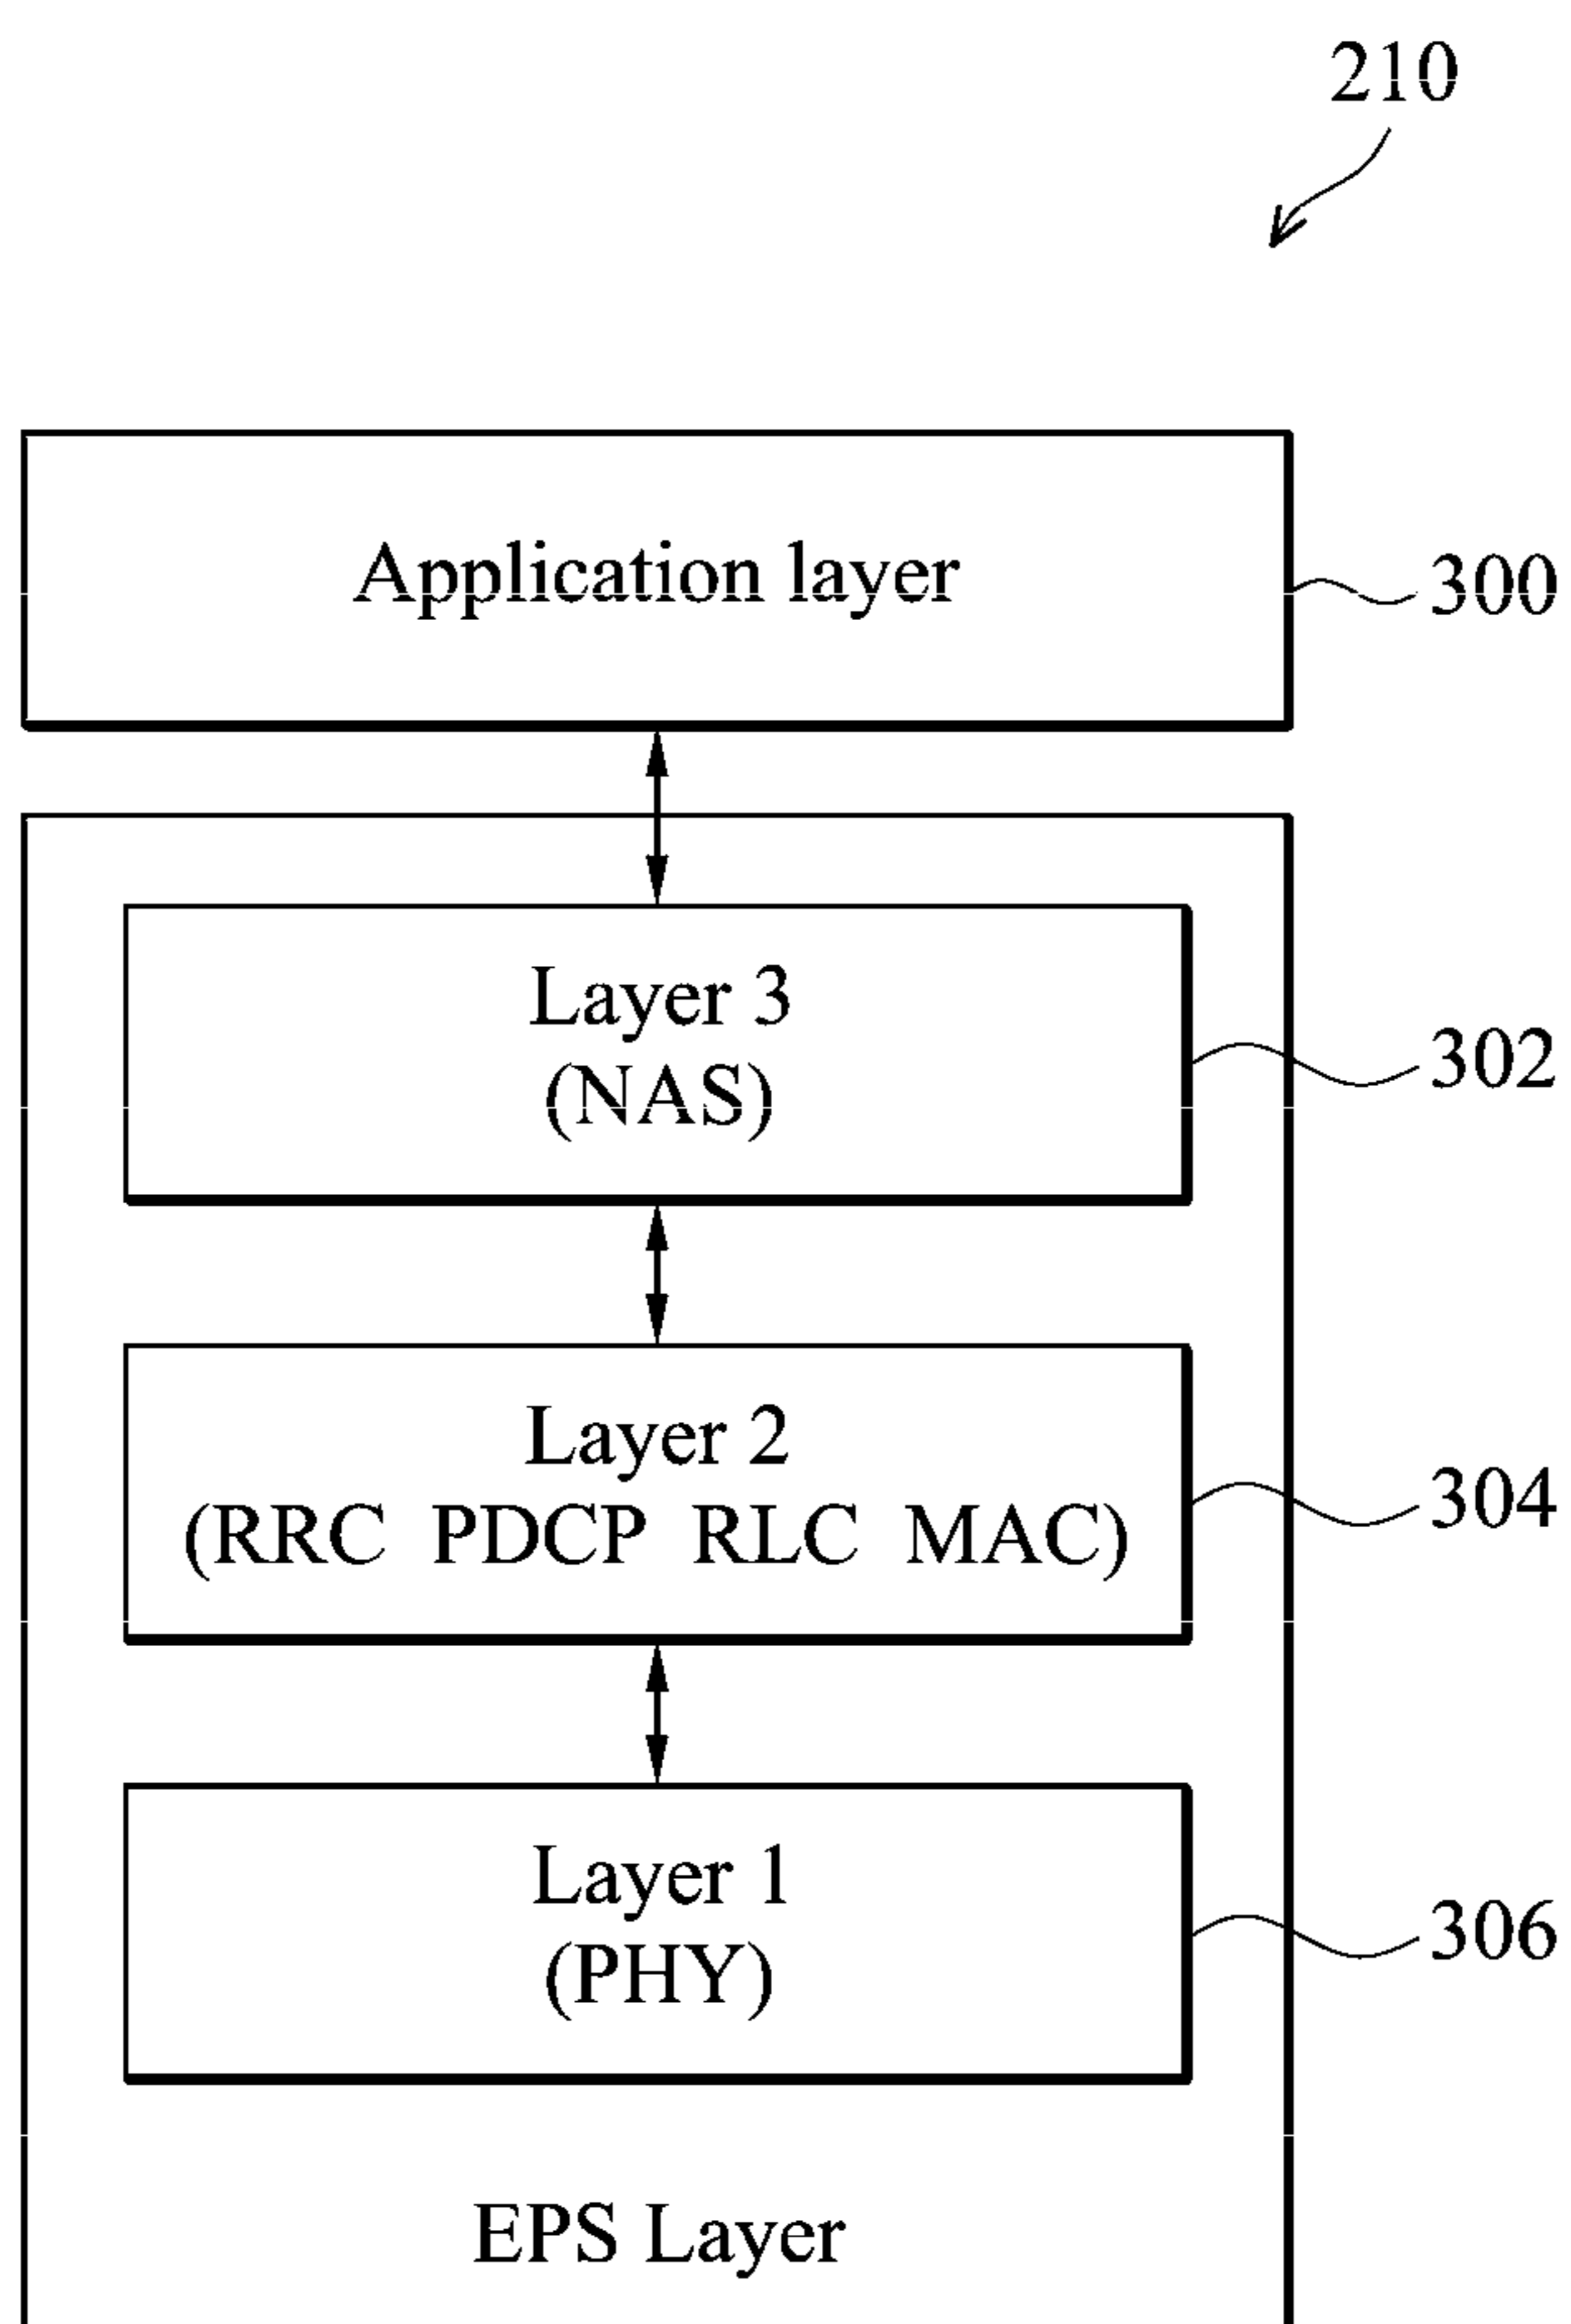 210
Application layer
300
Layer 3
(NAS)
302
Layer 2
(RRC PDCP RLC MAC)
304
Layer 1
(PHY)
306
EPS Layer